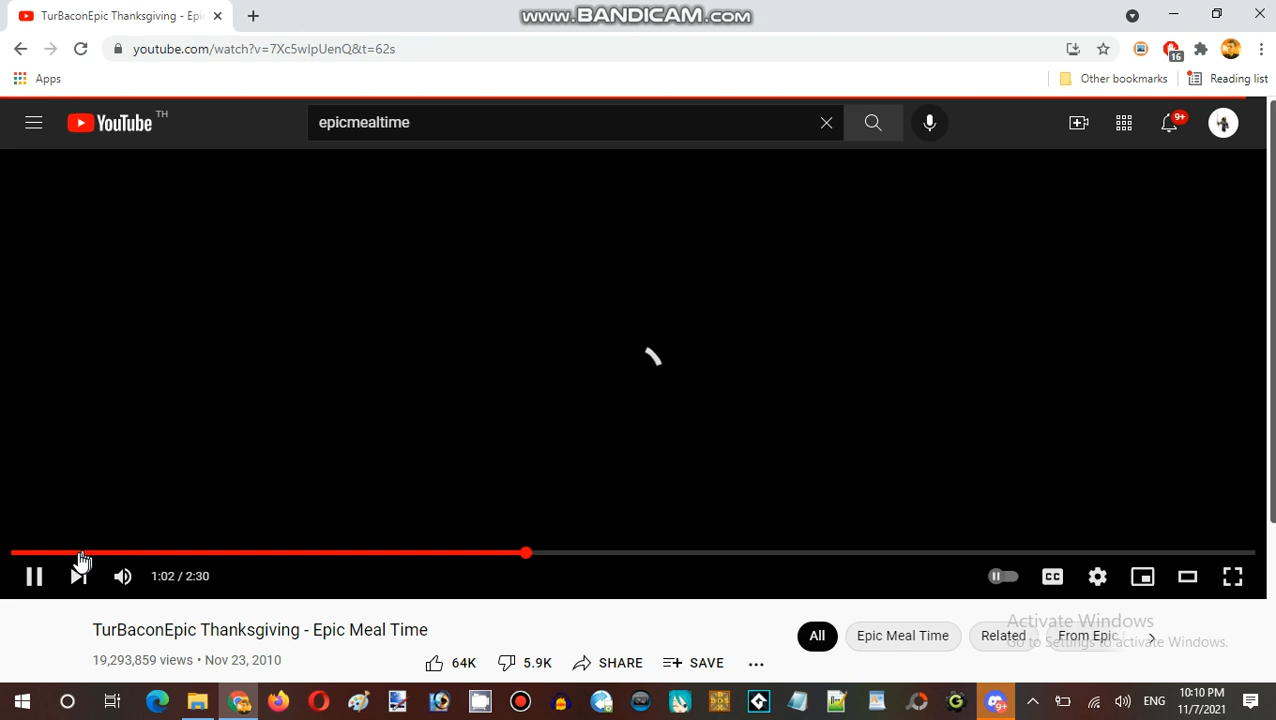 TurBaconEpic Thanksgiving - Epi
www.BANDICAM.com
youtube.com/watch?v=7Xc5wIpUenQ&t=62s
16
Apps
Other bookmarks
Reading list
YouTube TH
epicmealtime
9+
1:02 / 2:30
CC
TurBaconEpic Thanksgiving - Epic Meal Time
19,293,859 views • Nov 23, 2010
64K
5.9K
SHARE
SAVE
All
Epic Meal Time
Related
From Epic
Activate Windows
Go to Settings to activate Windows.
9+
ENG
10:10 PM
11/7/2021